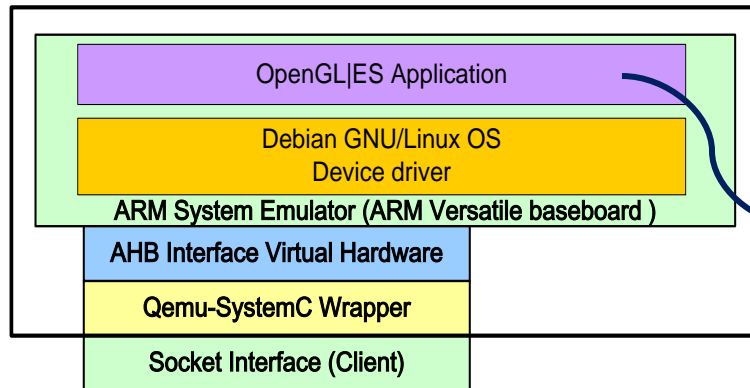 OpenGL|ES Application
Debian GNU/Linux OS
Device driver
ARM System Emulator (ARM Versatile baseboard )
AHB Interface Virtual Hardware
Qemu-SystemC Wrapper
Socket Interface (Client)